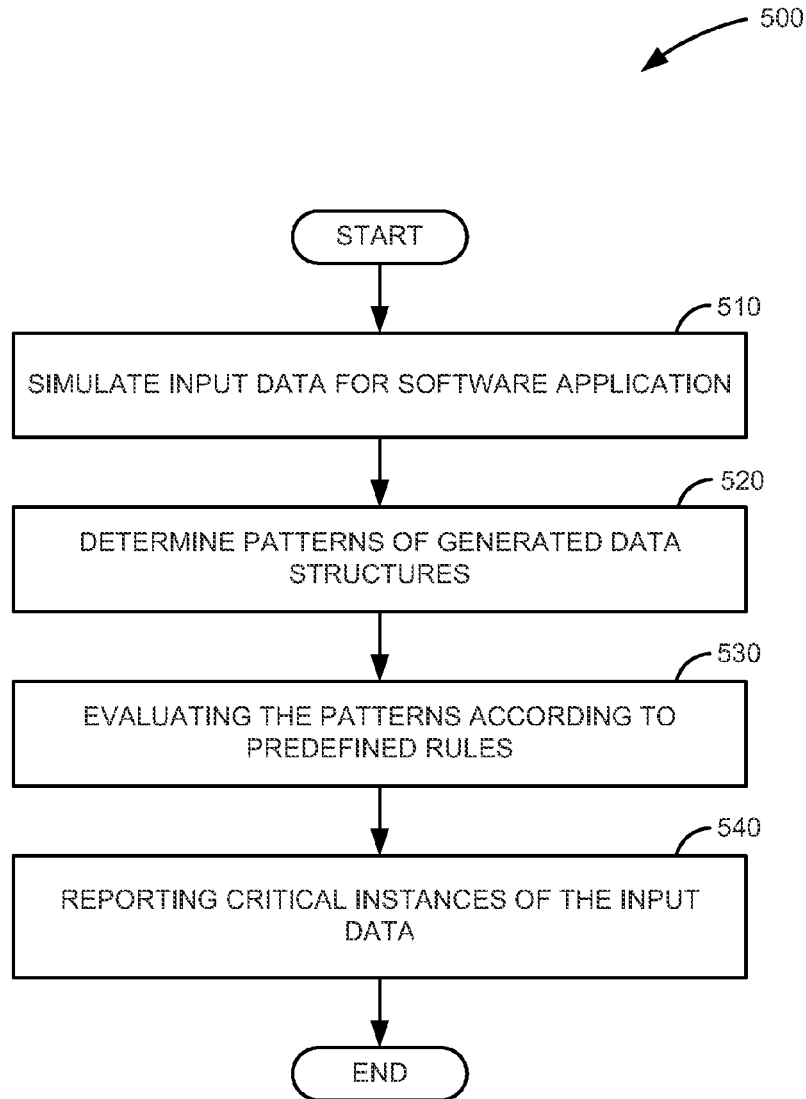 500
START
510
SIMULATE INPUT DATA FOR SOFTWARE APPLICATION
520
DETERMINE PATTERNS OF GENERATED DATA
STRUCTURES
530
EVALUATING THE PATTERNS ACCORDING TO
PREDEFINED RULES
540
REPORTING CRITICAL INSTANCES OF THE INPUT
DATA
END